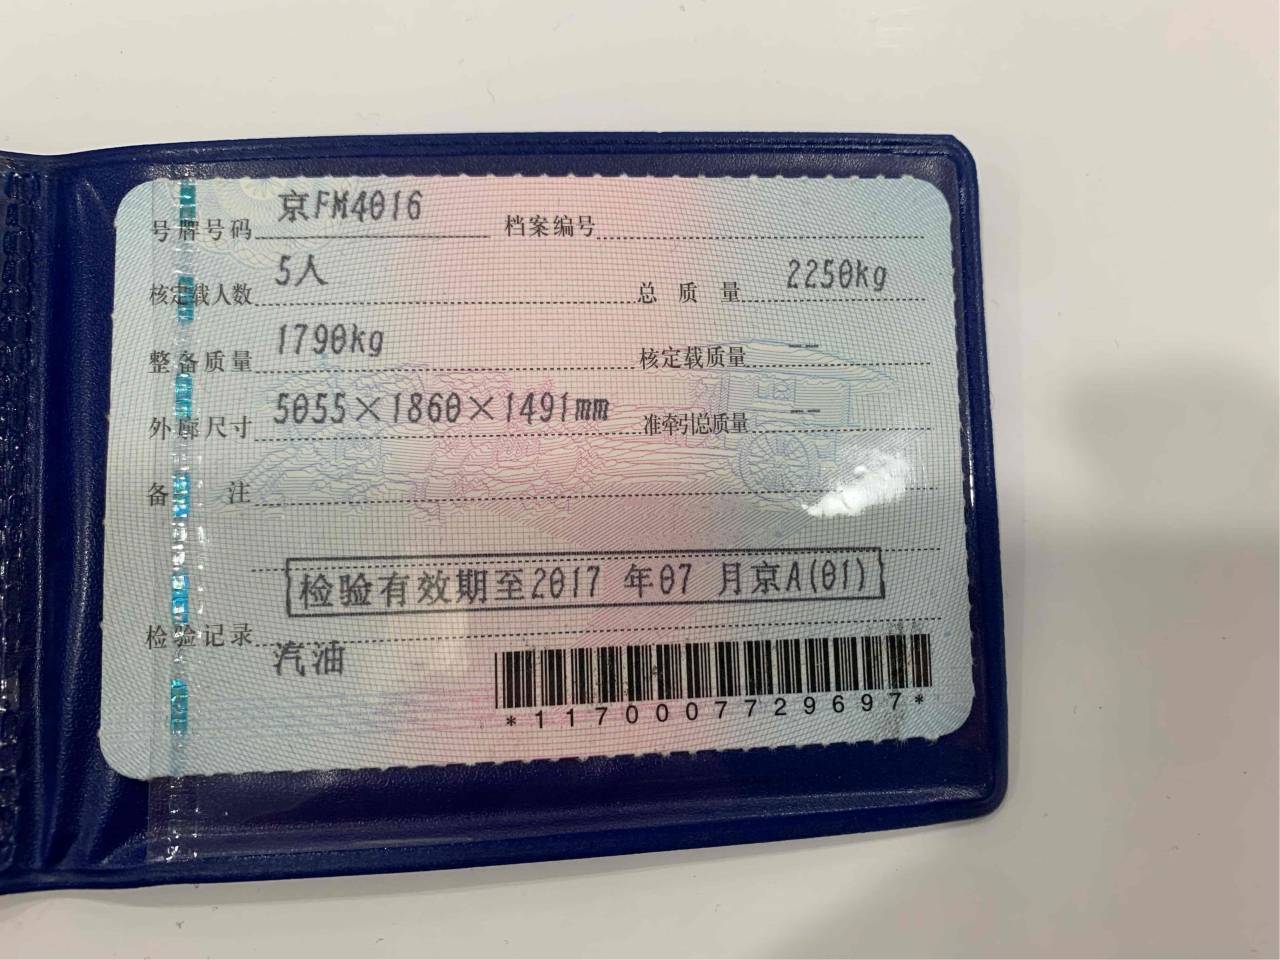 号牌号码 京FM4016 档案编号
核定载人数 5人 总质量 2250kg
整备质量 1790kg 核定载质量 --
外廓尺寸 5055×1860×1491mm 准牵引总质量 --
备注
检验有效期至2017 年07 月京A(01)
检验记录
汽油
*1170007729697*